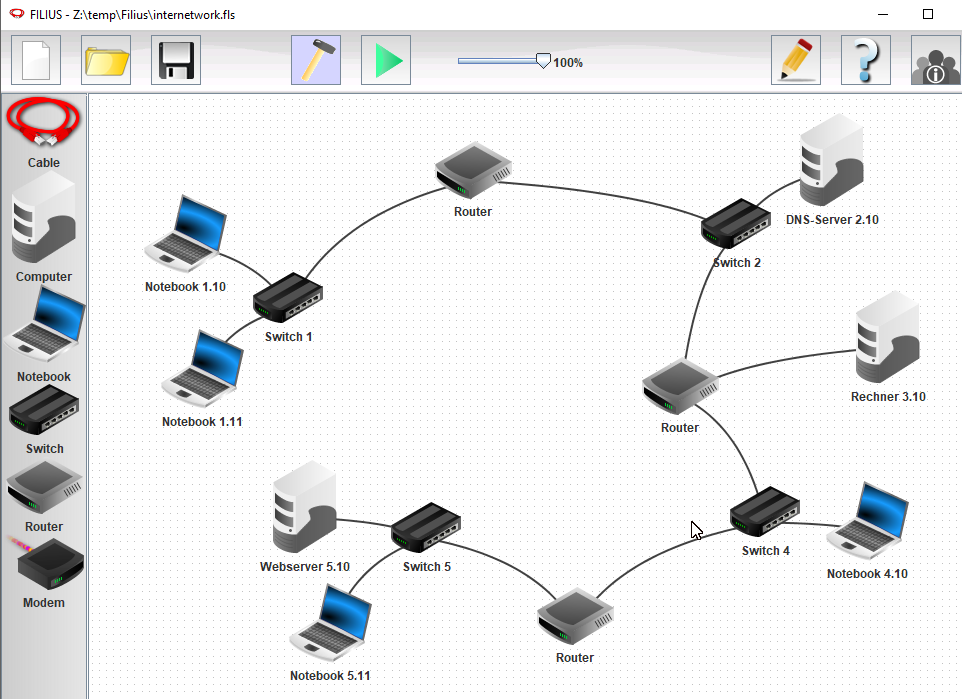 FILIUS - Z:\temp\Filius\internetwork.fls
100%
Cable
Computer
Notebook
Switch
Router
Modem
Router
DNS-Server 2.10
Switch 2
Notebook 1.10
Switch 1
Notebook 1.11
Rechner 3.10
Router
Switch 4
Notebook 4.10
Webserver 5.10
Switch 5
Router
Notebook 5.11